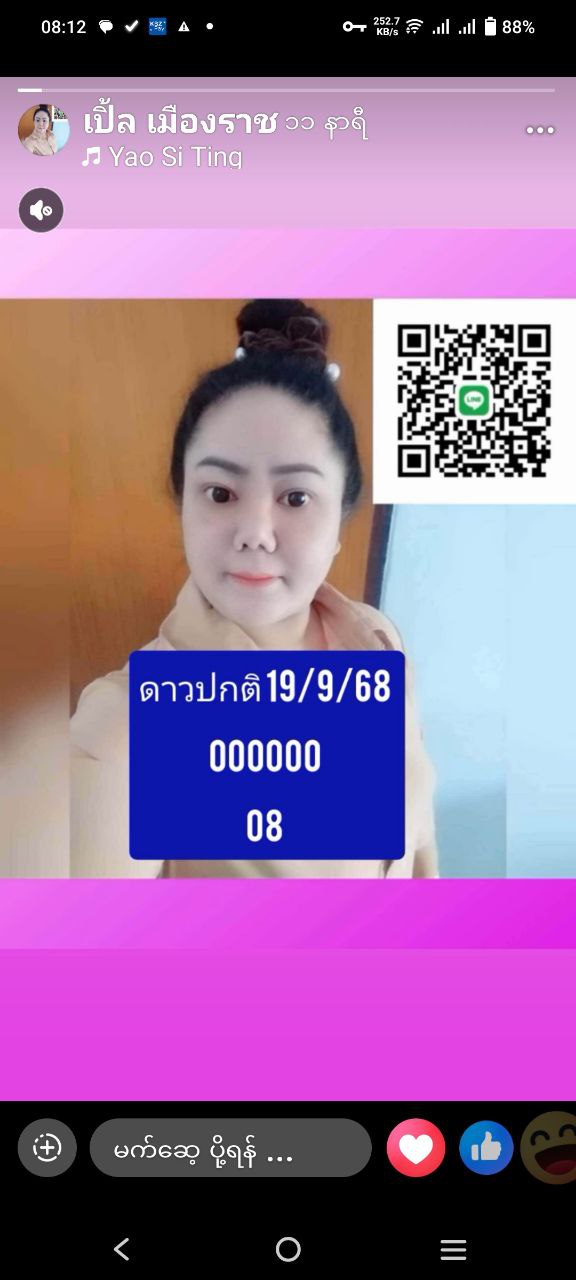 08:12
252.7 KB/s
88%
เปิ้ล เมืองราช ၁၁ နာရီ
Yao Si Ting
LINE
ดาวปกติ 19/9/68
000000
08
မက်ဆေ့ ပို့ရန် ...